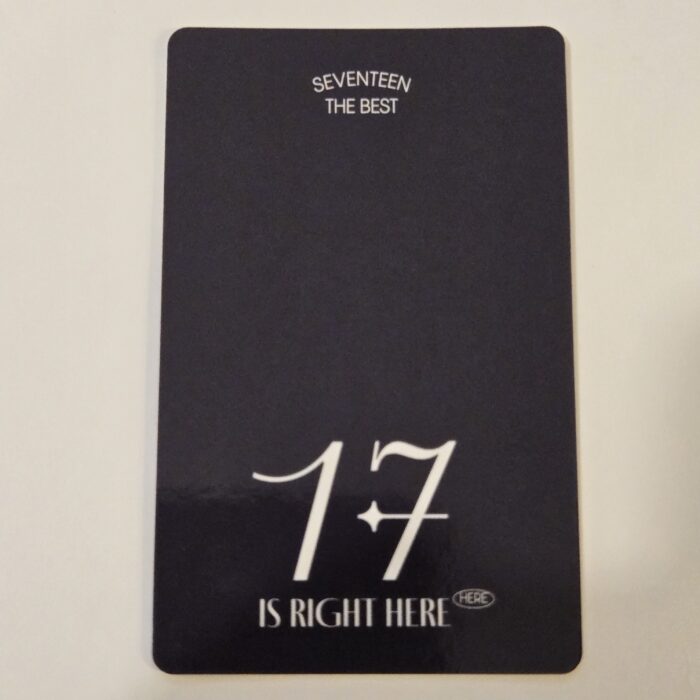 SEVENTEEN
THE BEST
17
IS RIGHT HERE HERE